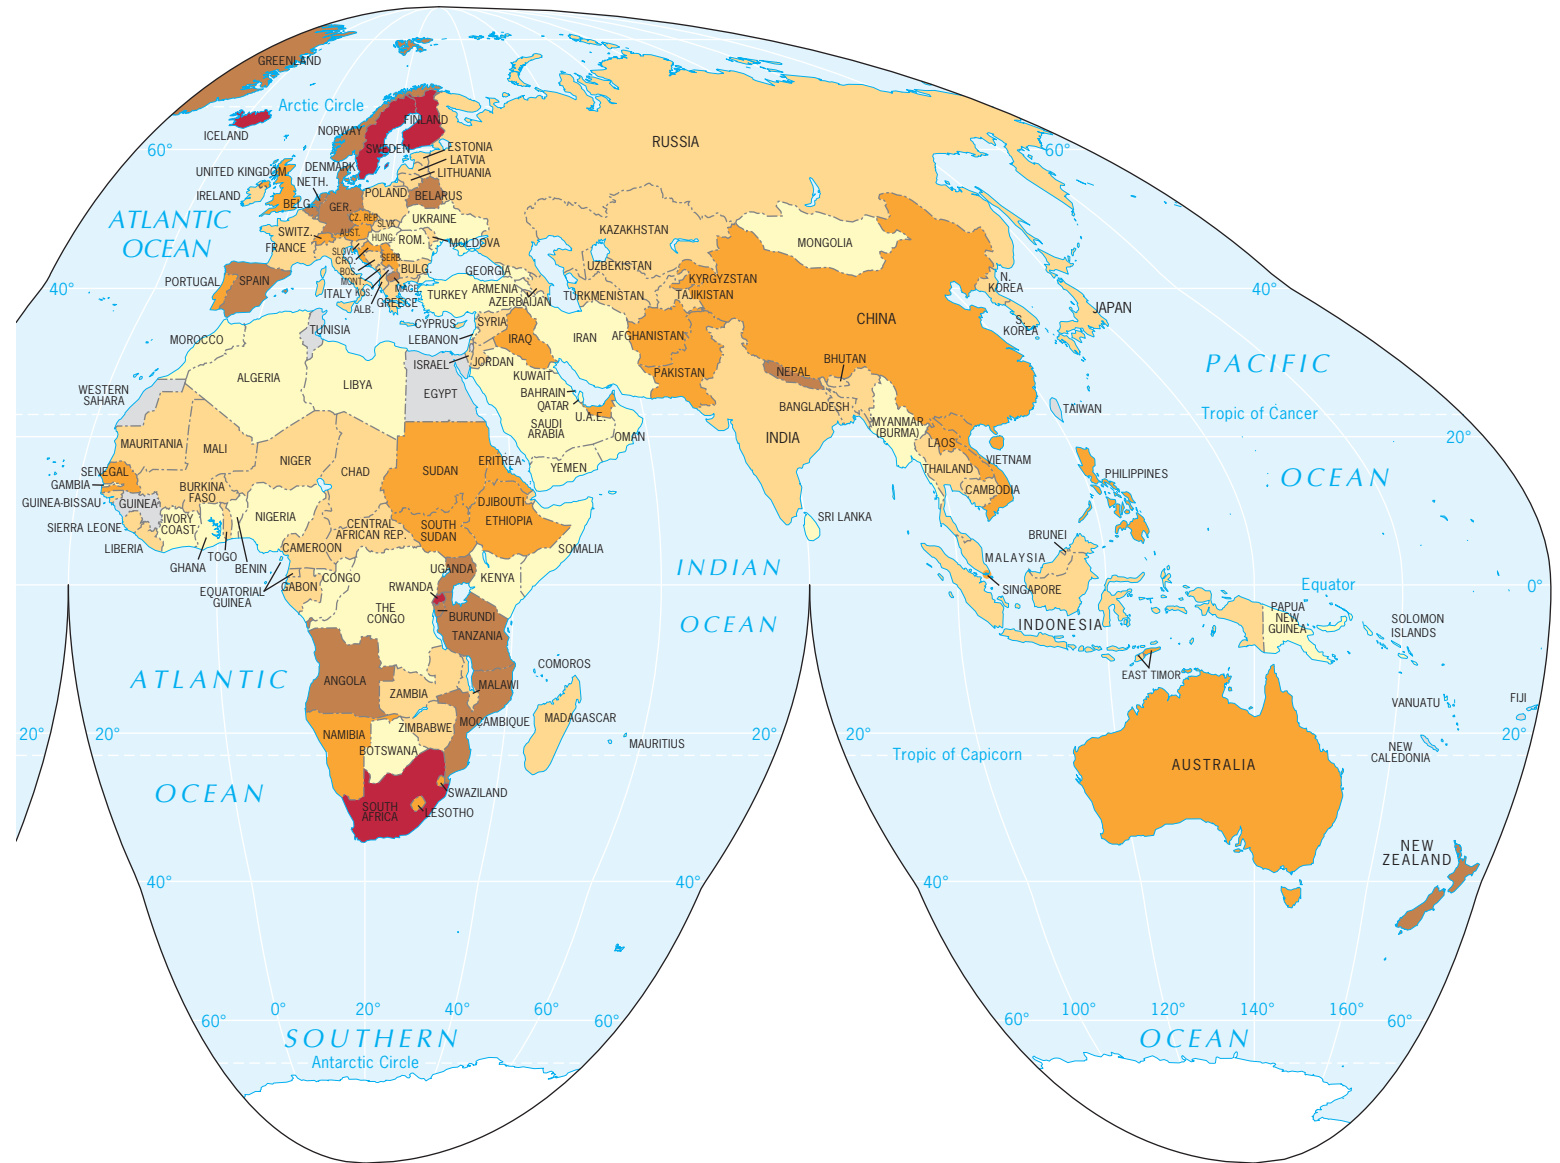 GREENLAND
Arctic Circle
ICELAND
NORWAY
FINLAND
SWEDEN
RUSSIA
60°
60°
ESTONIA
LATVIA
LITHUANIA
UNITED KINGDOM
DENMARK
NETH.
IRELAND
BELG.
GER.
POLAND
BELARUS
ATLANTIC
OCEAN
CZ. REP.
SLVK.
UKRAINE
SWITZ.
AUST.
HUNG.
ROM.
MOLDOVA
FRANCE
SLOV.
CRO.
BOS.
SERB.
MONT.
KOS.
BULG.
MACE.
ITALY
ALB.
GREECE
PORTUGAL
SPAIN
GEORGIA
ARMENIA
AZERBAIJAN
TURKEY
KAZAKHSTAN
UZBEKISTAN
TURKMENISTAN
KYRGYZSTAN
TAJIKISTAN
MONGOLIA
CHINA
N.
KOREA
S.
KOREA
JAPAN
40°
40°
MOROCCO
TUNISIA
CYPRUS
LEBANON
SYRIA
ISRAEL
JORDAN
IRAQ
IRAN
AFGHANISTAN
PAKISTAN
NEPAL
BHUTAN
BANGLADESH
INDIA
MYANMAR
(BURMA)
TAIWAN
PACIFIC
OCEAN
Tropic of Cancer
20°
WESTERN
SAHARA
ALGERIA
LIBYA
EGYPT
KUWAIT
BAHRAIN
QATAR
U.A.E.
SAUDI
ARABIA
OMAN
YEMEN
MAURITANIA
MALI
NIGER
CHAD
SUDAN
ERITREA
DJIBOUTI
ETHIOPIA
SOMALIA
SENEGAL
GAMBIA
GUINEA-BISSAU
GUINEA
BURKINA
FASO
SIERRA LEONE
LIBERIA
IVORY
COAST
GHANA
TOGO
BENIN
NIGERIA
CAMEROON
CENTRAL
AFRICAN REP.
SOUTH
SUDAN
EQUATORIAL
GUINEA
GABON
CONGO
THE
CONGO
UGANDA
RWANDA
KENYA
BURUNDI
TANZANIA
LAOS
VIETNAM
THAILAND
CAMBODIA
PHILIPPINES
SRI LANKA
BRUNEI
MALAYSIA
SINGAPORE
INDONESIA
INDIAN
OCEAN
Equator
0°
PAPUA
NEW
GUINEA
SOLOMON
ISLANDS
EAST TIMOR
ATLANTIC
OCEAN
ANGOLA
ZAMBIA
MALAWI
COMOROS
MOCAMBIQUE
MADAGASCAR
ZIMBABWE
NAMIBIA
BOTSWANA
MAURITIUS
SWAZILAND
LESOTHO
SOUTH
AFRICA
20°
20°
20°
20°
20°
Tropic of Capicorn
AUSTRALIA
VANUATU
FIJI
NEW
CALEDONIA
NEW
ZEALAND
40°
40°
40°
60°
0°
20°
40°
60°
60°
60°
100°
120°
140°
160°
60°
SOUTHERN
OCEAN
Antarctic Circle